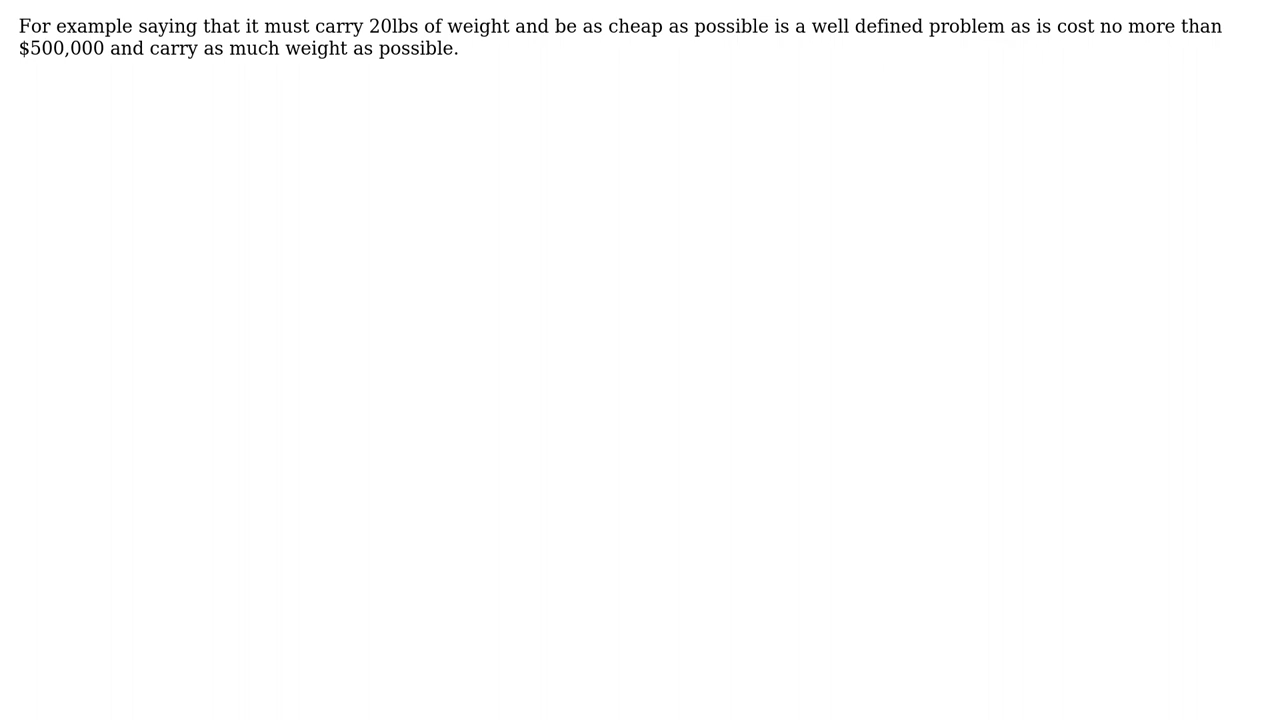 For example saying that it must carry 20lbs of weight and be as cheap as possible is a well defined problem as is cost no more than
$500,000 and carry as much weight as possible.